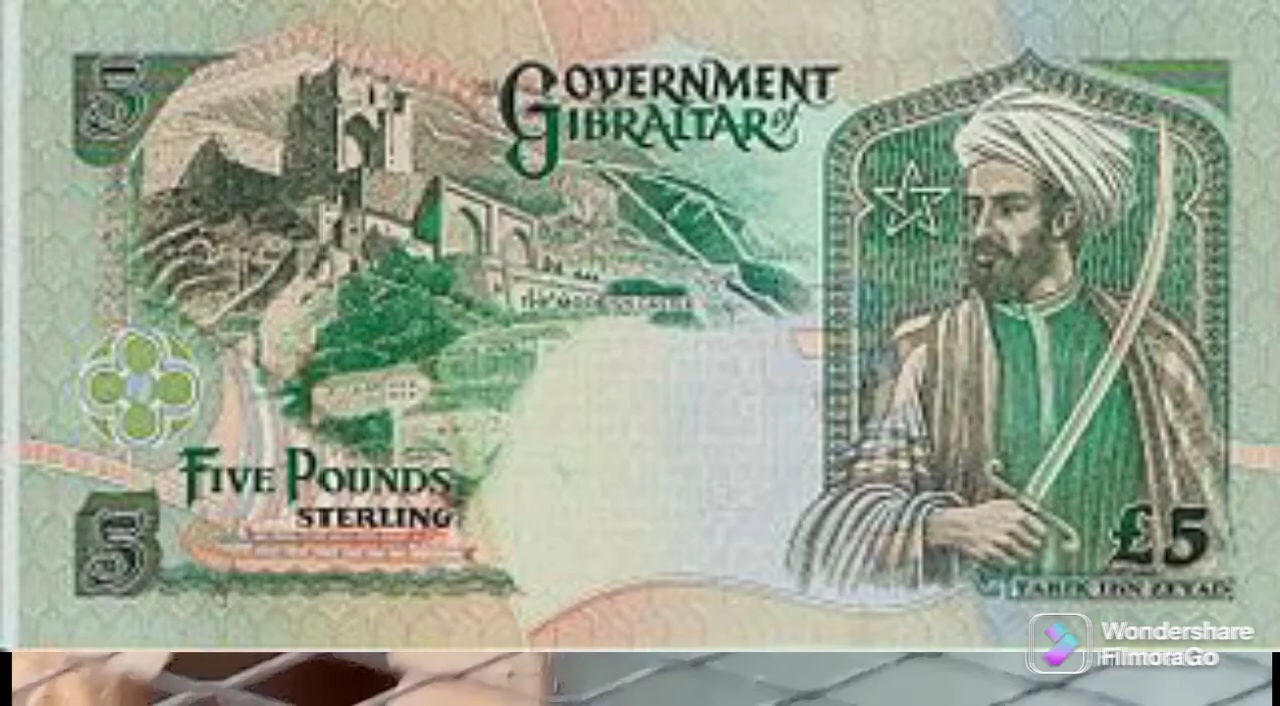 5
GOVERNMENT
of
GIBRALTAR
FIVE POUNDS
STERLING
5
£5
TARIK IBN ZEYAD
Wondershare
FilmoraGo